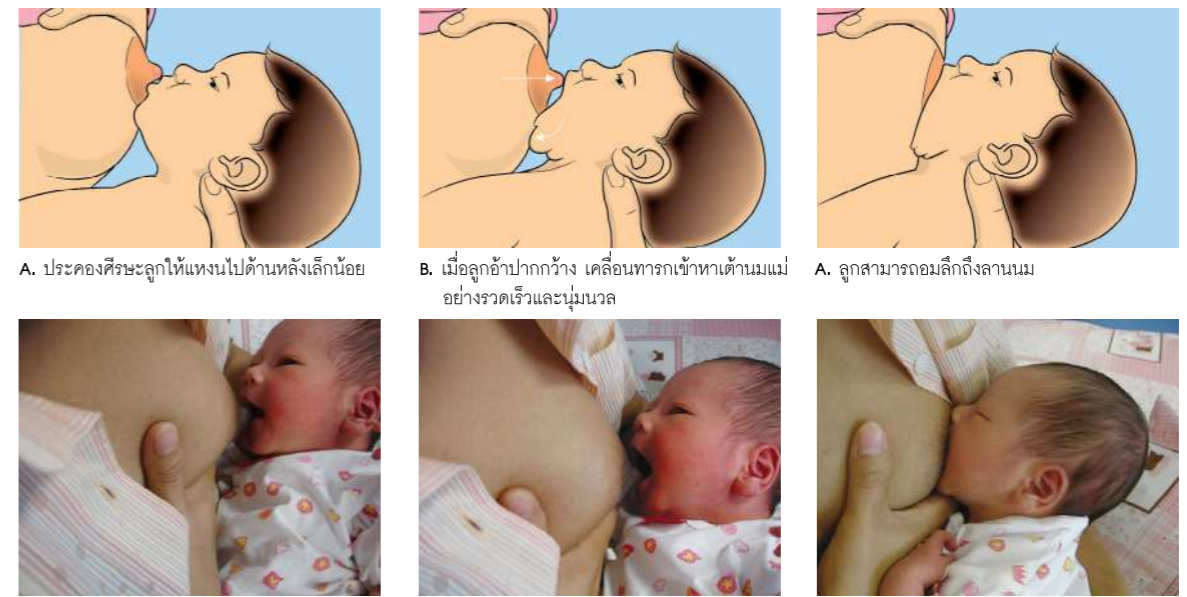 A. ประคองศีรษะลูกให้แหงนไปด้านหลังเล็กน้อย
B. เมื่อลูกอ้าปากกว้าง เคลื่อนทารกเข้าหาเต้านมแม่
อย่างรวดเร็วและนุ่มนวล
A. ลูกสามารถอมลึกถึงลานนม